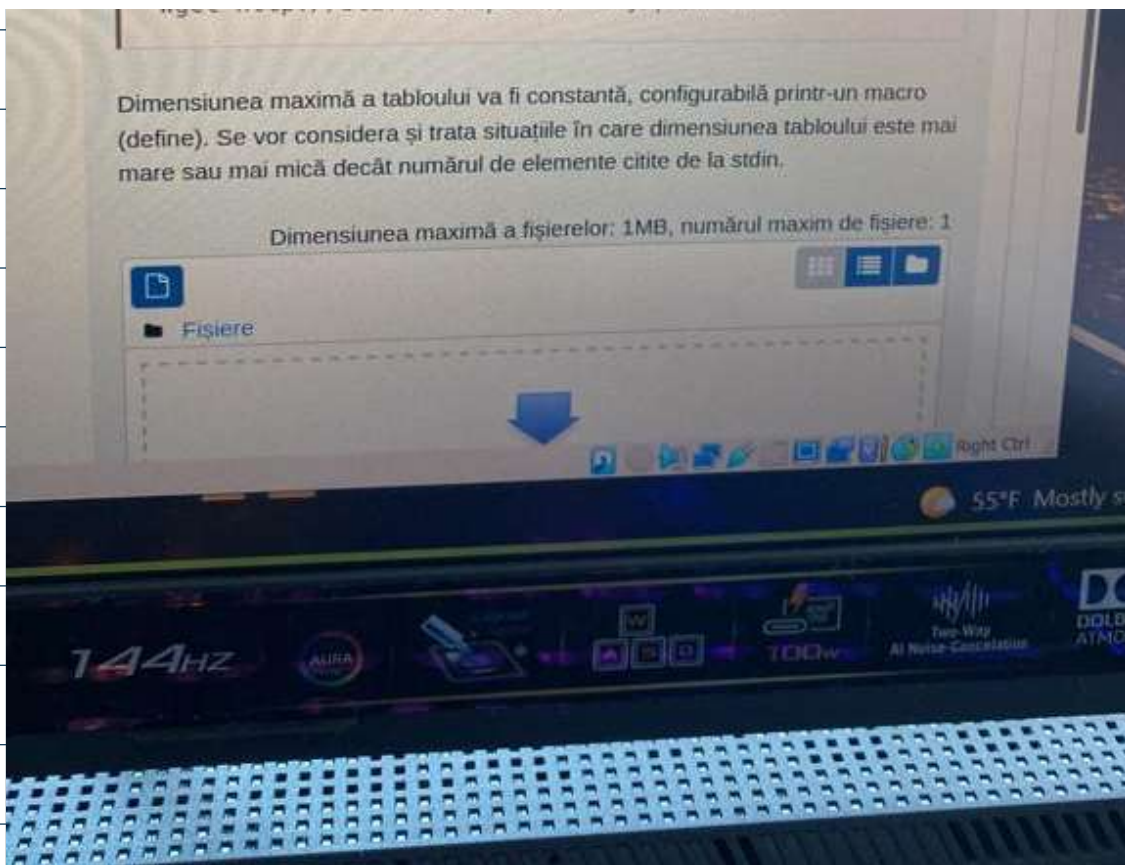 Dimensiunea maximă a tabloului va fi constantă, configurabilă printr-un macro
(define). Se vor considera și trata situațiile în care dimensiunea tabloului este mai
mare sau mai mică decât numărul de elemente citite de la stdin.
Dimensiunea maximă a fișierelor: 1MB, numărul maxim de fișiere: 1
Fișiere
Right Ctrl
55°F Mostly
144HZ
AURA
W
A S D
100w
Two-Way
AI Noise-Cancelation